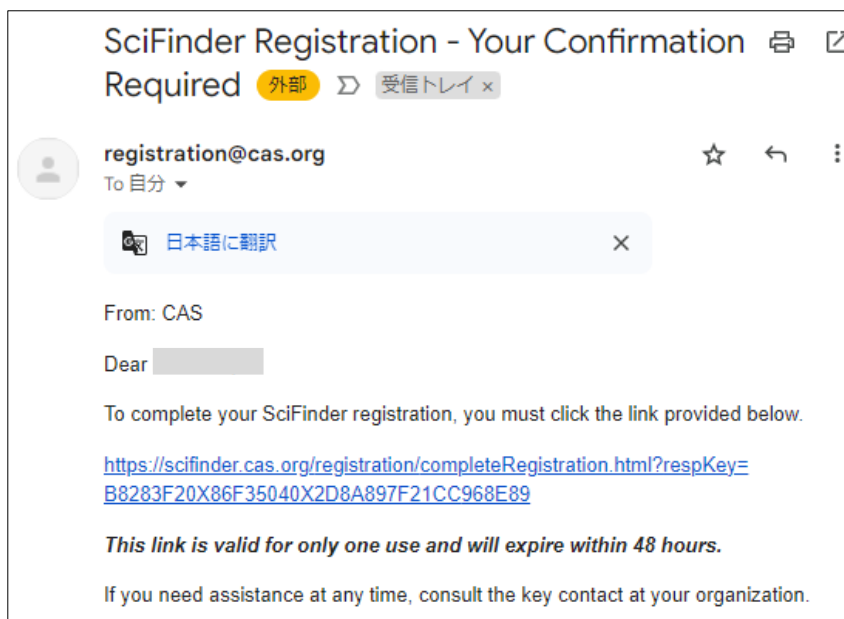 SciFinder Registration - Your Confirmation
Required 外部 受信トレイ ×
registration@cas.org
To 自分
日本語に翻訳
From: CAS
Dear
To complete your SciFinder registration, you must click the link provided below.
https://scifinder.cas.org/registration/completeRegistration.html?respKey=
B8283F20X86F35040X2D8A897F21CC968E89
This link is valid for only one use and will expire within 48 hours.
If you need assistance at any time, consult the key contact at your organization.